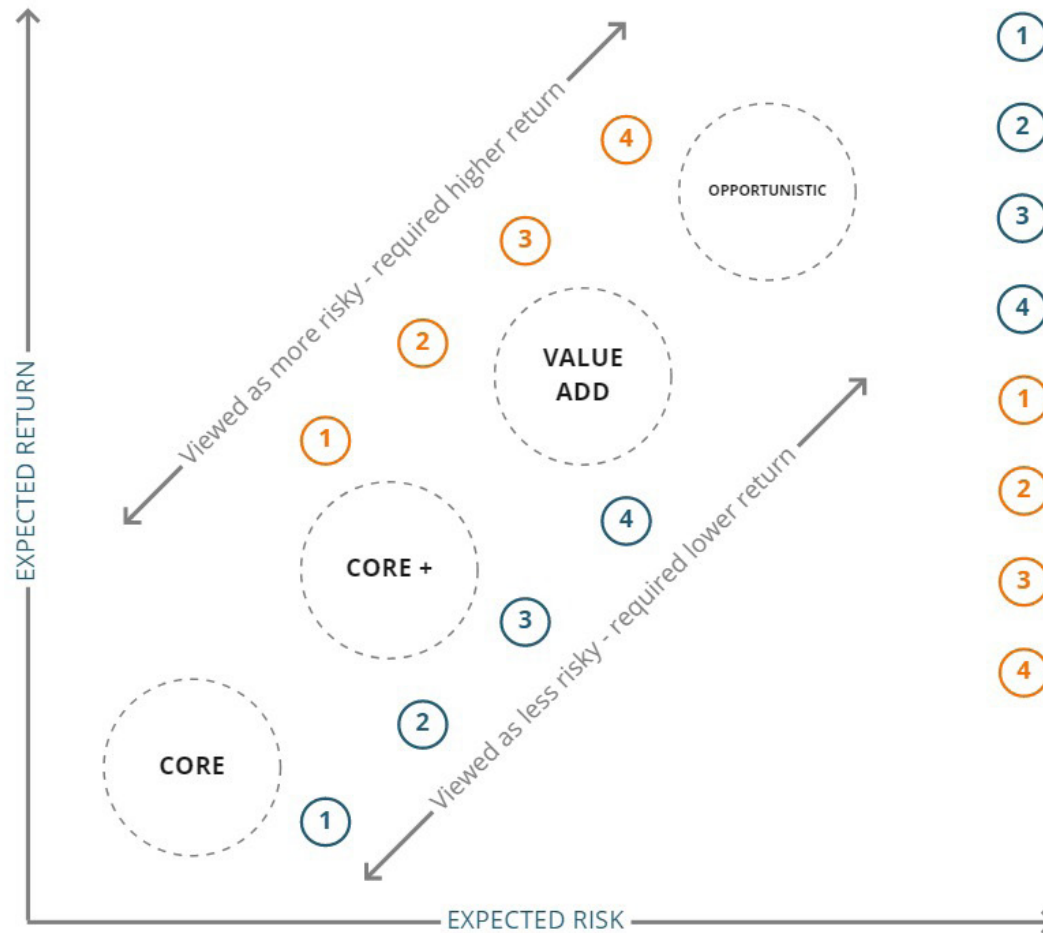 EXPECTED RETURN
Viewed as more risky - required higher return
4
OPPORTUNISTIC
3
2
VALUE
ADD
1
4
CORE +
3
Viewed as less risky - required lower return
2
CORE
1
EXPECTED RISK
1
2
3
4
1
2
3
4